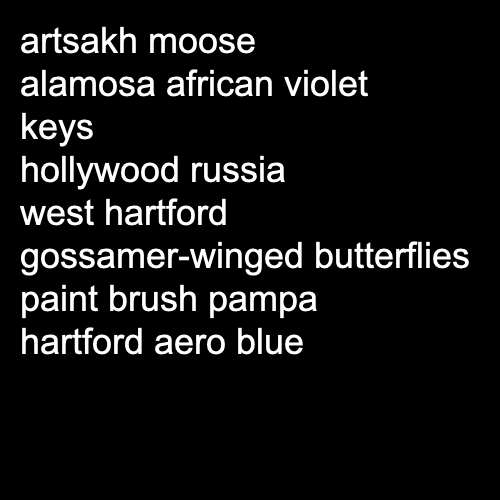 artsakh moose
alamosa african violet
keys
hollywood russia
west hartford
gossamer-winged butterflies
paint brush pampa
hartford aero blue